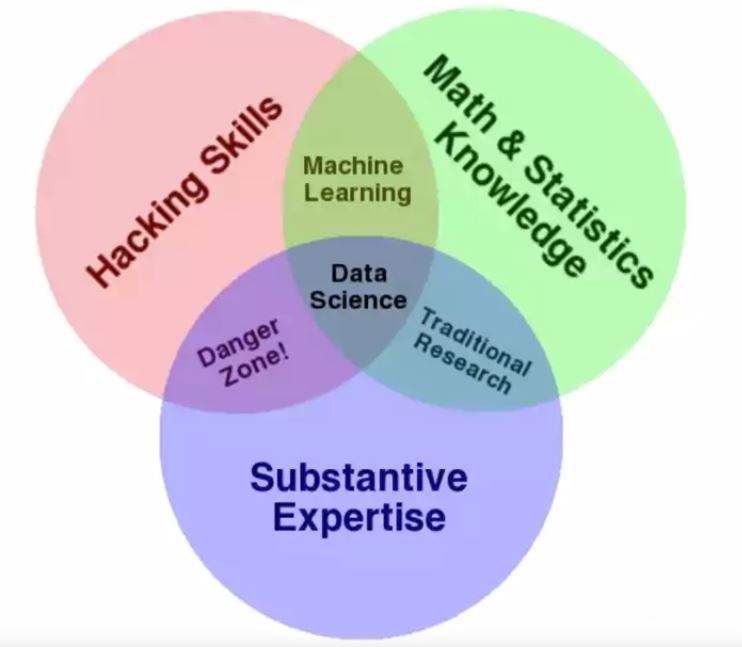 Hacking Skills
Math & Statistics
Knowledge
Machine
Learning
Data
Science
Danger
Zone!
Traditional
Research
Substantive
Expertise